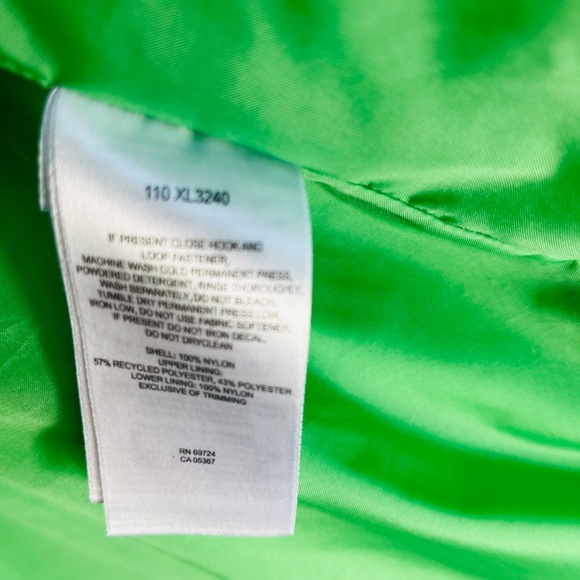 110 XL3240
IF PRESENT CLOSE HOOK AND
LOOP FASTENER,
MACHINE WASH COLD PERMANENT PRESS,
POWDERED DETERGENT, RINSE THOROUGHLY,
WASH SEPARATELY, DO NOT BLEACH,
TUMBLE DRY PERMANENT PRESS LOW,
IRON LOW, DO NOT USE FABRIC SOFTENER,
IF PRESENT DO NOT IRON DECAL,
DO NOT DRYCLEAN
SHELL: 100% NYLON
UPPER LINING:
57% RECYCLED POLYESTER, 43% POLYESTER
LOWER LINING: 100% NYLON
EXCLUSIVE OF TRIMMING
RN 69724
CA 05367